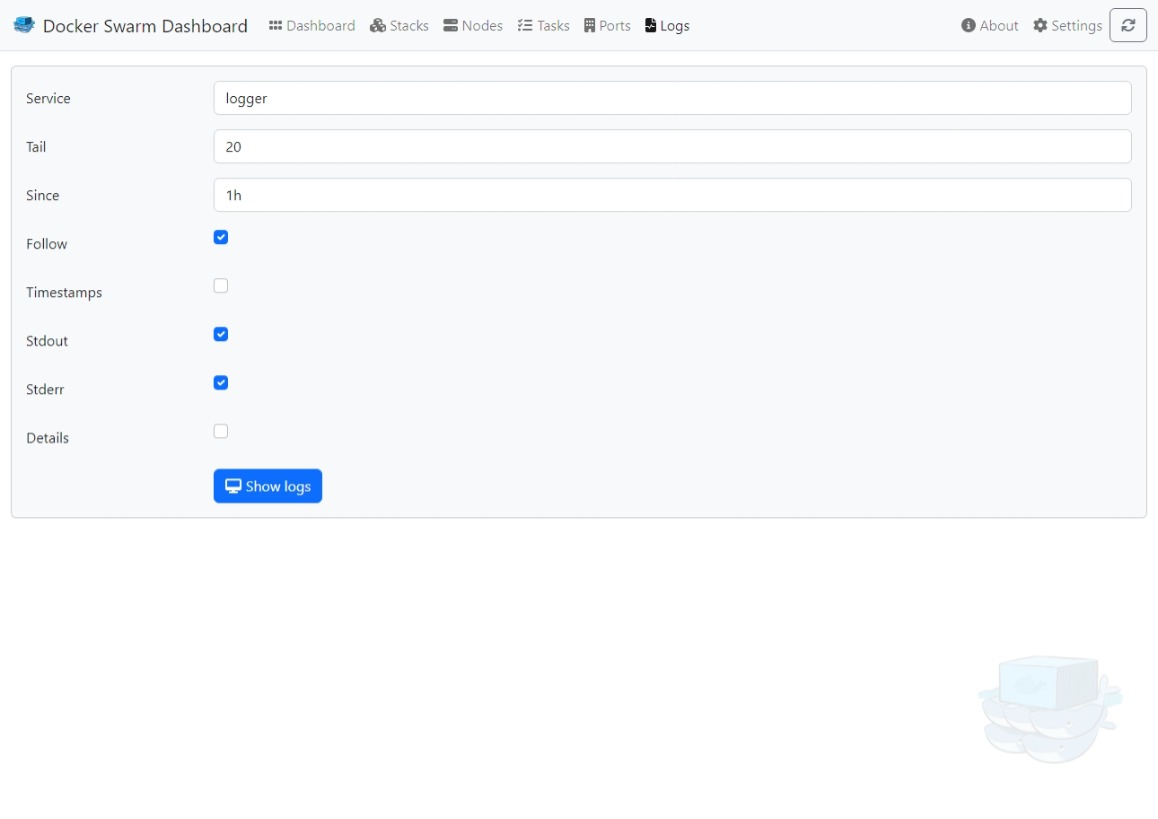 Docker Swarm Dashboard Dashboard Stacks Nodes Tasks Ports Logs About Settings
Service logger
Tail 20
Since 1h
Follow
Timestamps
Stdout
Stderr
Details
Show logs